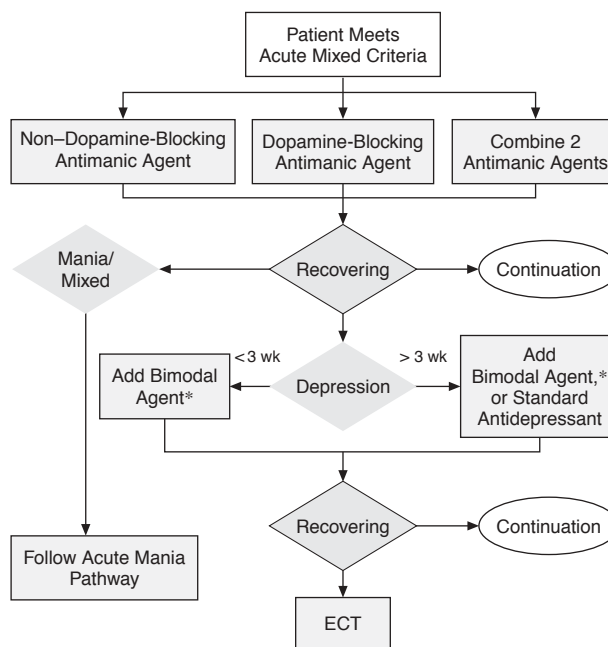 Patient Meets
Acute Mixed Criteria
Non–Dopamine-Blocking
Antimanic Agent
Dopamine-Blocking
Antimanic Agent
Combine 2
Antimanic Agents
Mania/
Mixed
Recovering
Continuation
< 3 wk
> 3 wk
Add Bimodal
Agent*
Depression
Add
Bimodal Agent,*
or Standard
Antidepressant
Recovering
Continuation
Follow Acute Mania
Pathway
ECT